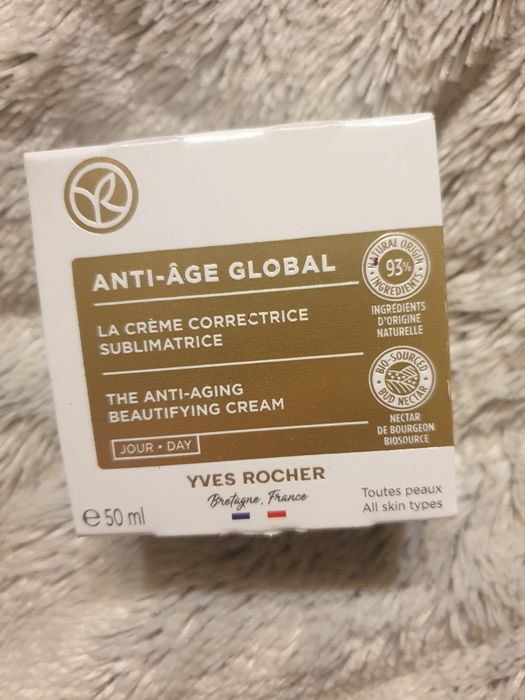 ANTI-ÂGE GLOBAL
LA CRÈME CORRECTRICE
SUBLIMATRICE
THE ANTI-AGING
BEAUTIFYING CREAM
JOUR • DAY
NATURAL ORIGIN
93%
INGREDIENTS
INGRÉDIENTS
D'ORIGINE
NATURELLE
BIO-SOURCED
BUD NECTAR
NECTAR
DE BOURGEON
BIOSOURCÉ
YVES ROCHER
Bretagne, France
℮ 50 ml
Toutes peaux
All skin types